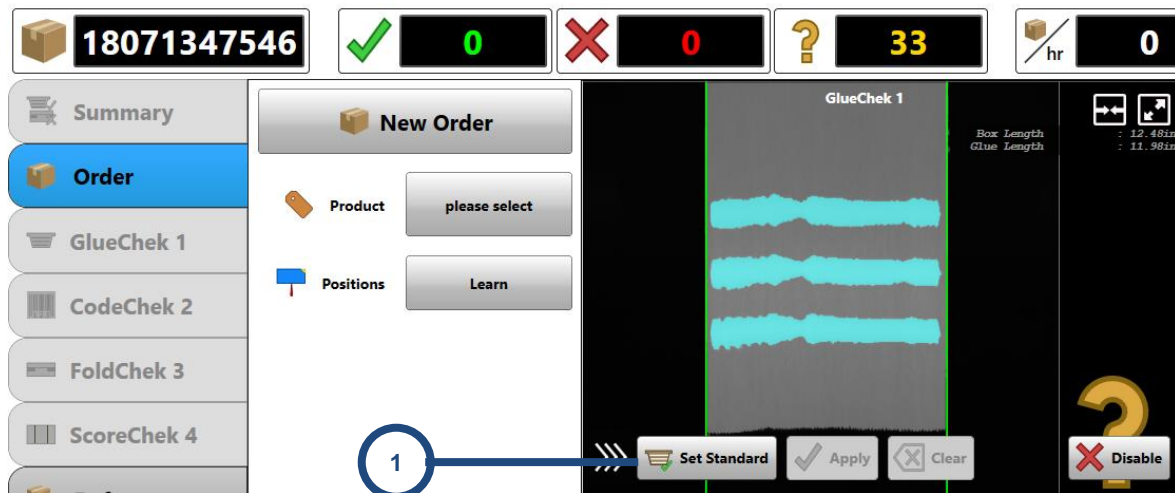 18071347546
0
0
33
hr
0
Summary
Order
GlueChek 1
CodeChek 2
FoldChek 3
ScoreChek 4
New Order
Product
please select
Positions
Learn
GlueChek 1
Box Length : 12.48in
Glue Length : 11.98in
1
Set Standard
Apply
Clear
Disable